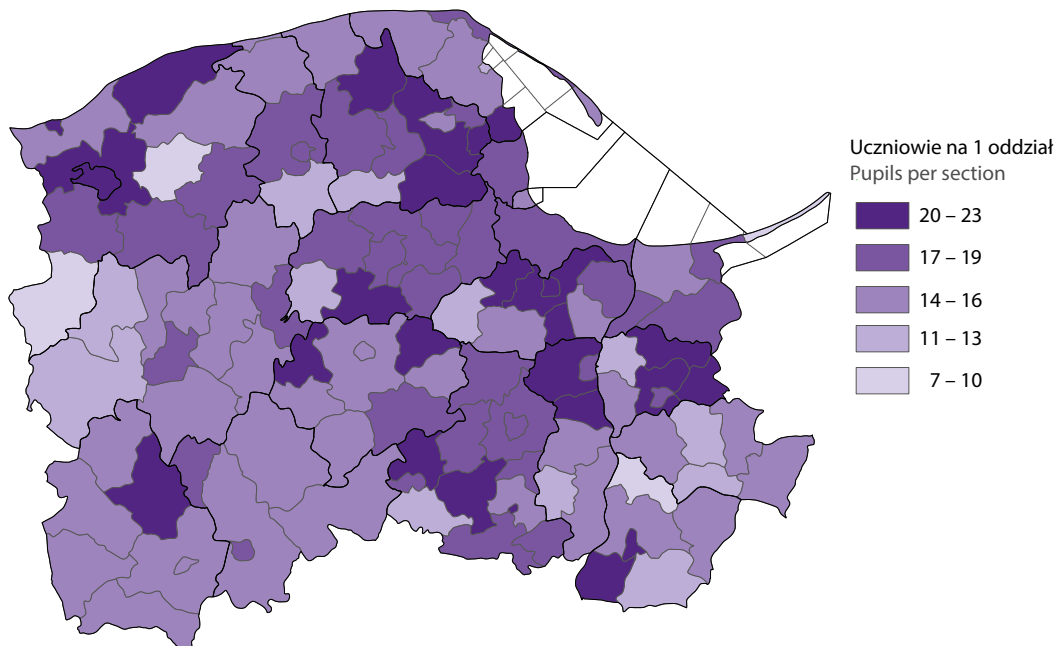 Uczniowie na 1 oddział
Pupils per section
20 – 23
17 – 19
14 – 16
11 – 13
7 – 10